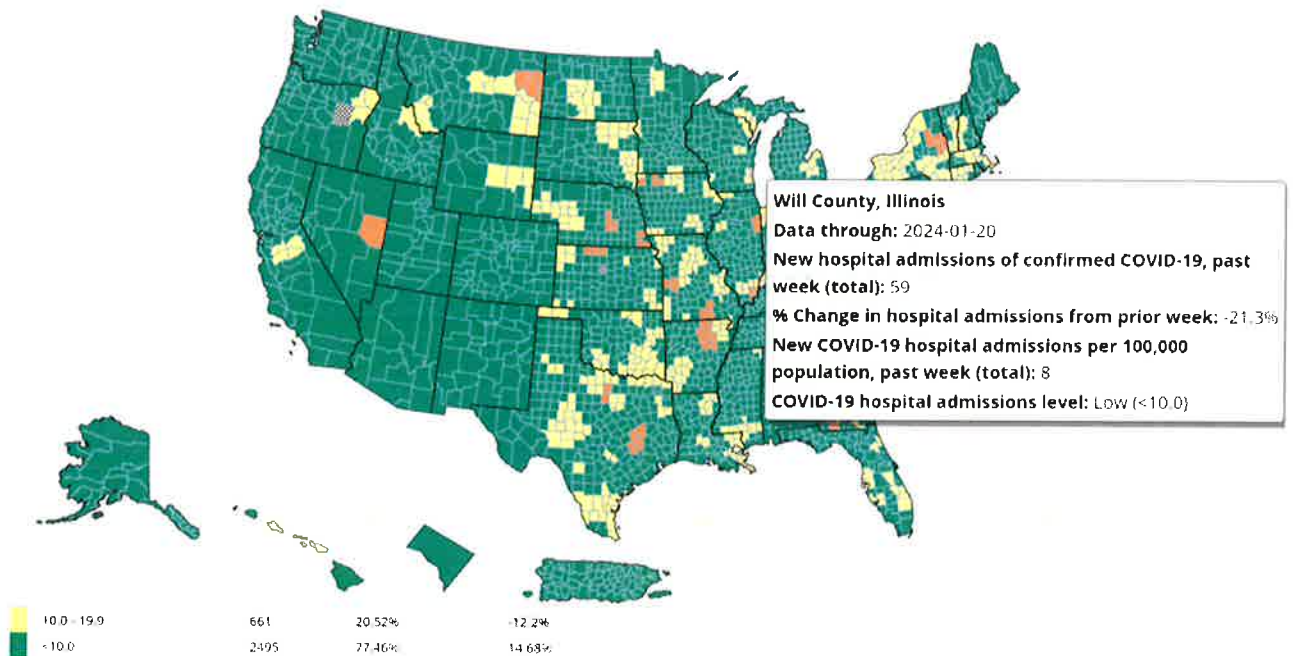 Will County, Illinois
Data through: 2024-01-20
New hospital admissions of confirmed COVID-19, past
week (total): 59
% Change in hospital admissions from prior week: -21.3%
New COVID-19 hospital admissions per 100,000
population, past week (total): 8
COVID-19 hospital admissions level: Low (<10.0)
10.0 - 19.9 661 20.52% -12.2%
<10.0 2495 77.46% 14.68%